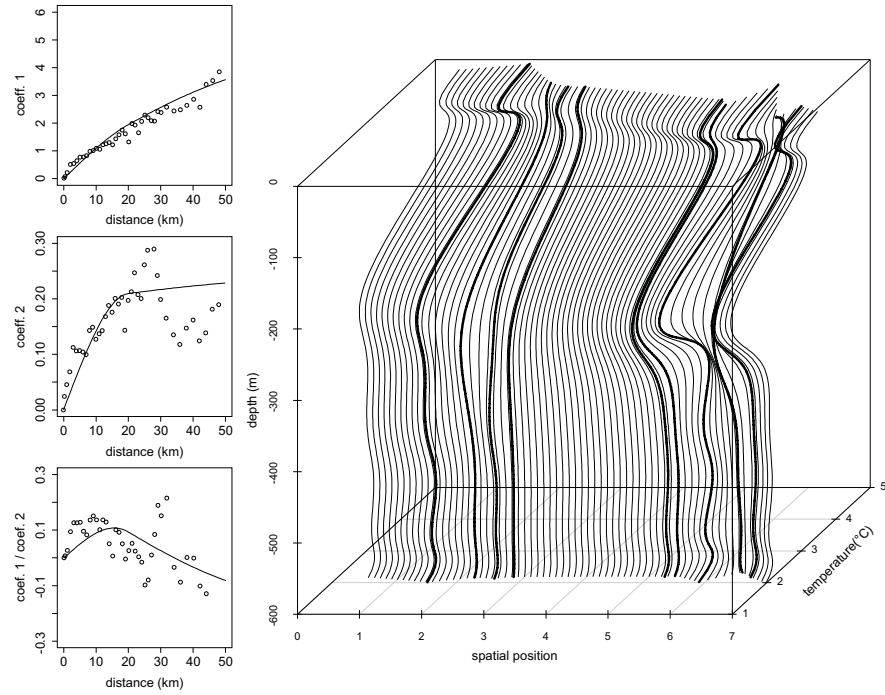 6
5
4
3
2
1
0
coeff. 1
0 10 20 30 40 50
distance (km)
0.30
0.20
0.10
0.00
coeff. 2
0 10 20 30 40 50
distance (km)
0.3
0.1
-0.1
-0.3
coef. 1 / coef. 2
0 10 20 30 40 50
distance (km)
0
-100
-200
-300
-400
-500
-600
depth (m)
0 1 2 3 4 5 6 7
spatial position
1
2
3
4
5
temperature(°C)